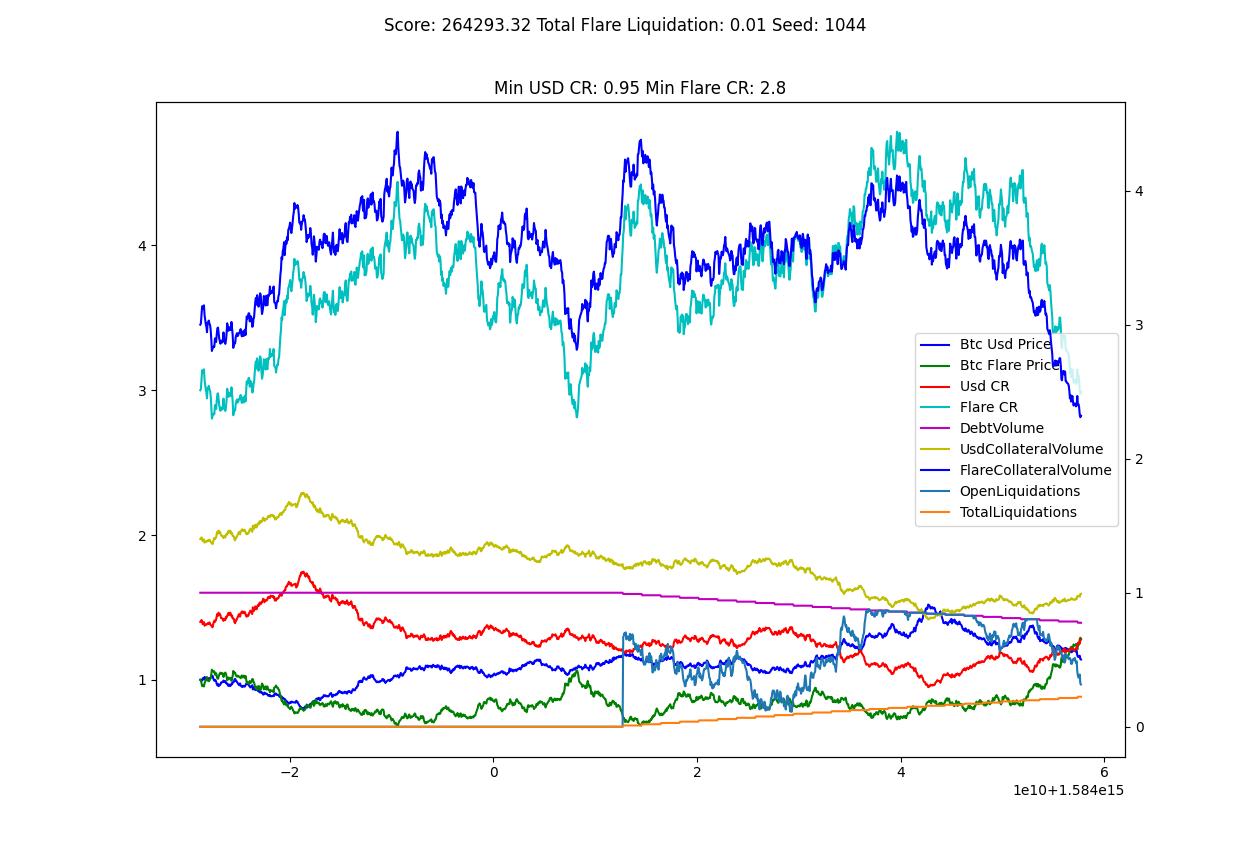 Score: 264293.32 Total Flare Liquidation: 0.01 Seed: 1044
Min USD CR: 0.95 Min Flare CR: 2.8
4
3
2
1
4
3
2
1
0
Btc Usd Price
Btc Flare Price
Usd CR
Flare CR
DebtVolume
UsdCollateralVolume
FlareCollateralVolume
OpenLiquidations
TotalLiquidations
−2 0 2 4 6
1e10+1.584e15